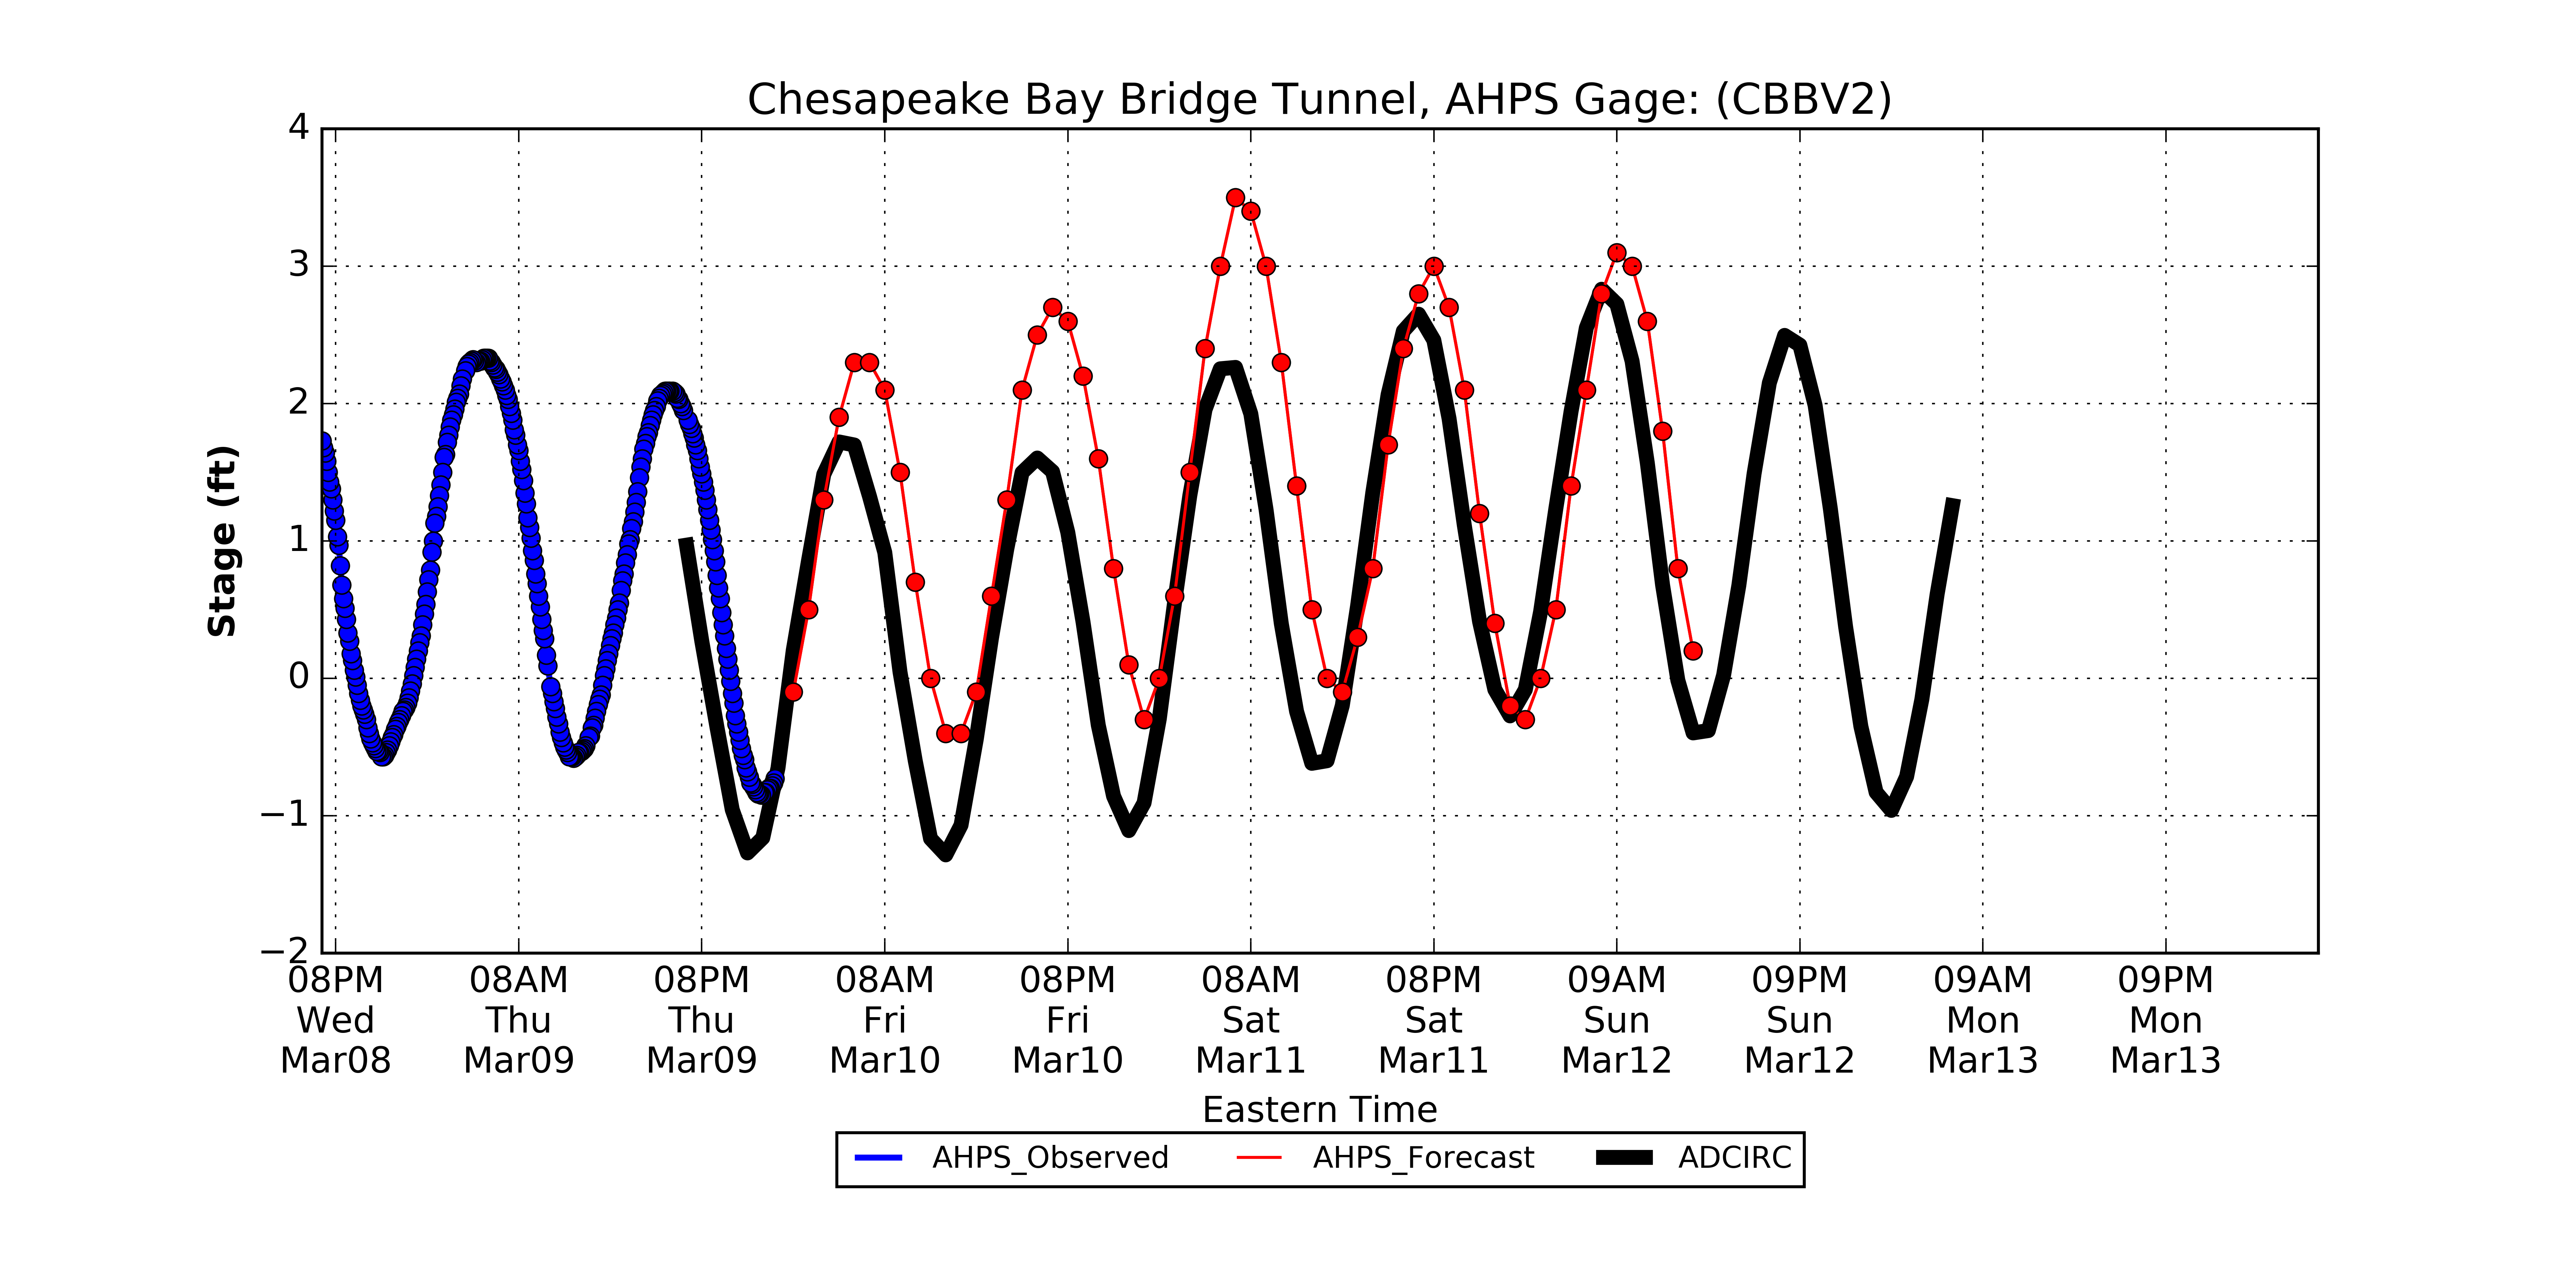 Chesapeake Bay Bridge Tunnel, AHPS Gage: (CBBV2)
4
3
2
1
0
−1
−2
Stage (ft)
08PM 08AM 08PM 08AM 08PM 08AM 08PM 09AM 09PM 09AM 09PM
Wed Thu Thu Fri Fri Sat Sat Sun Sun Mon Mon
Mar08 Mar09 Mar09 Mar10 Mar10 Mar11 Mar11 Mar12 Mar12 Mar13 Mar13
Eastern Time
AHPS_Observed AHPS_Forecast ADCIRC